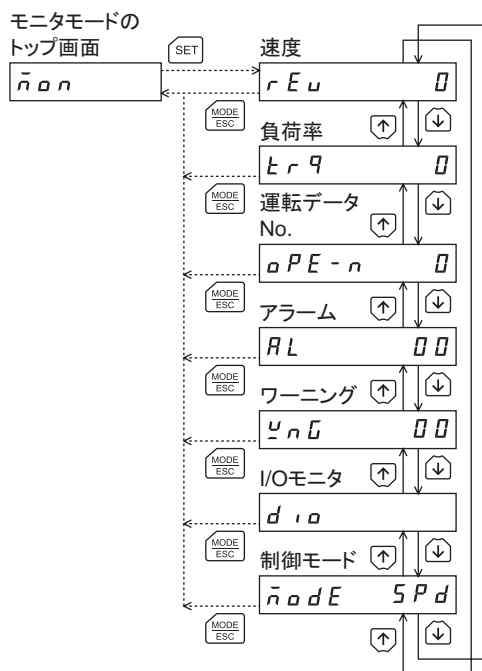 モニタモードの
トップ画面
SET
速度
mon
rEv 0
MODE
ESC
負荷率
trq 0
MODE
ESC
運転データ
No.
oPE-n 0
MODE
ESC
アラーム
AL 00
MODE
ESC
ワーニング
WnG 00
MODE
ESC
I/Oモニタ
dio
MODE
ESC
制御モード
modE SPd
MODE
ESC